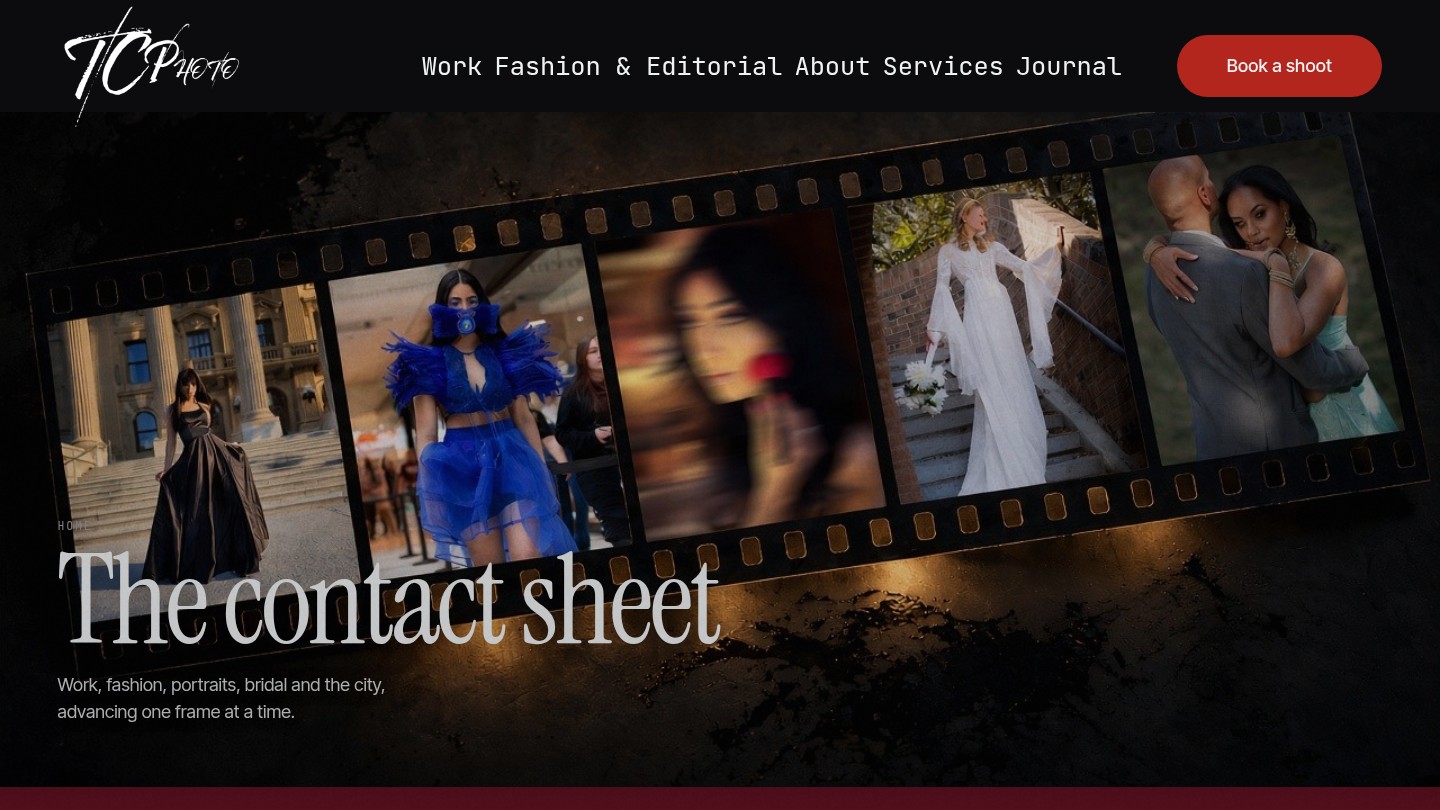 TCPHOTO
Work Fashion & Editorial About Services Journal
Book a shoot
HOME
The contact sheet
Work, fashion, portraits, bridal and the city,
advancing one frame at a time.